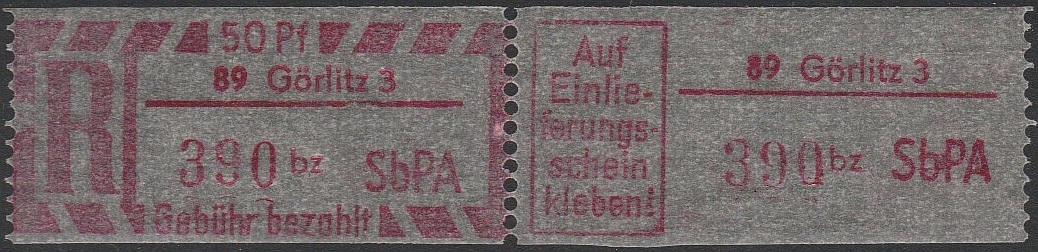 50 Pf
R
89 Görlitz 3
390 bz SbPA
Gebühr bezahlt
Auf
Einlie-
ferungs-
schein
kleben!
89 Görlitz 3
390 bz SbPA